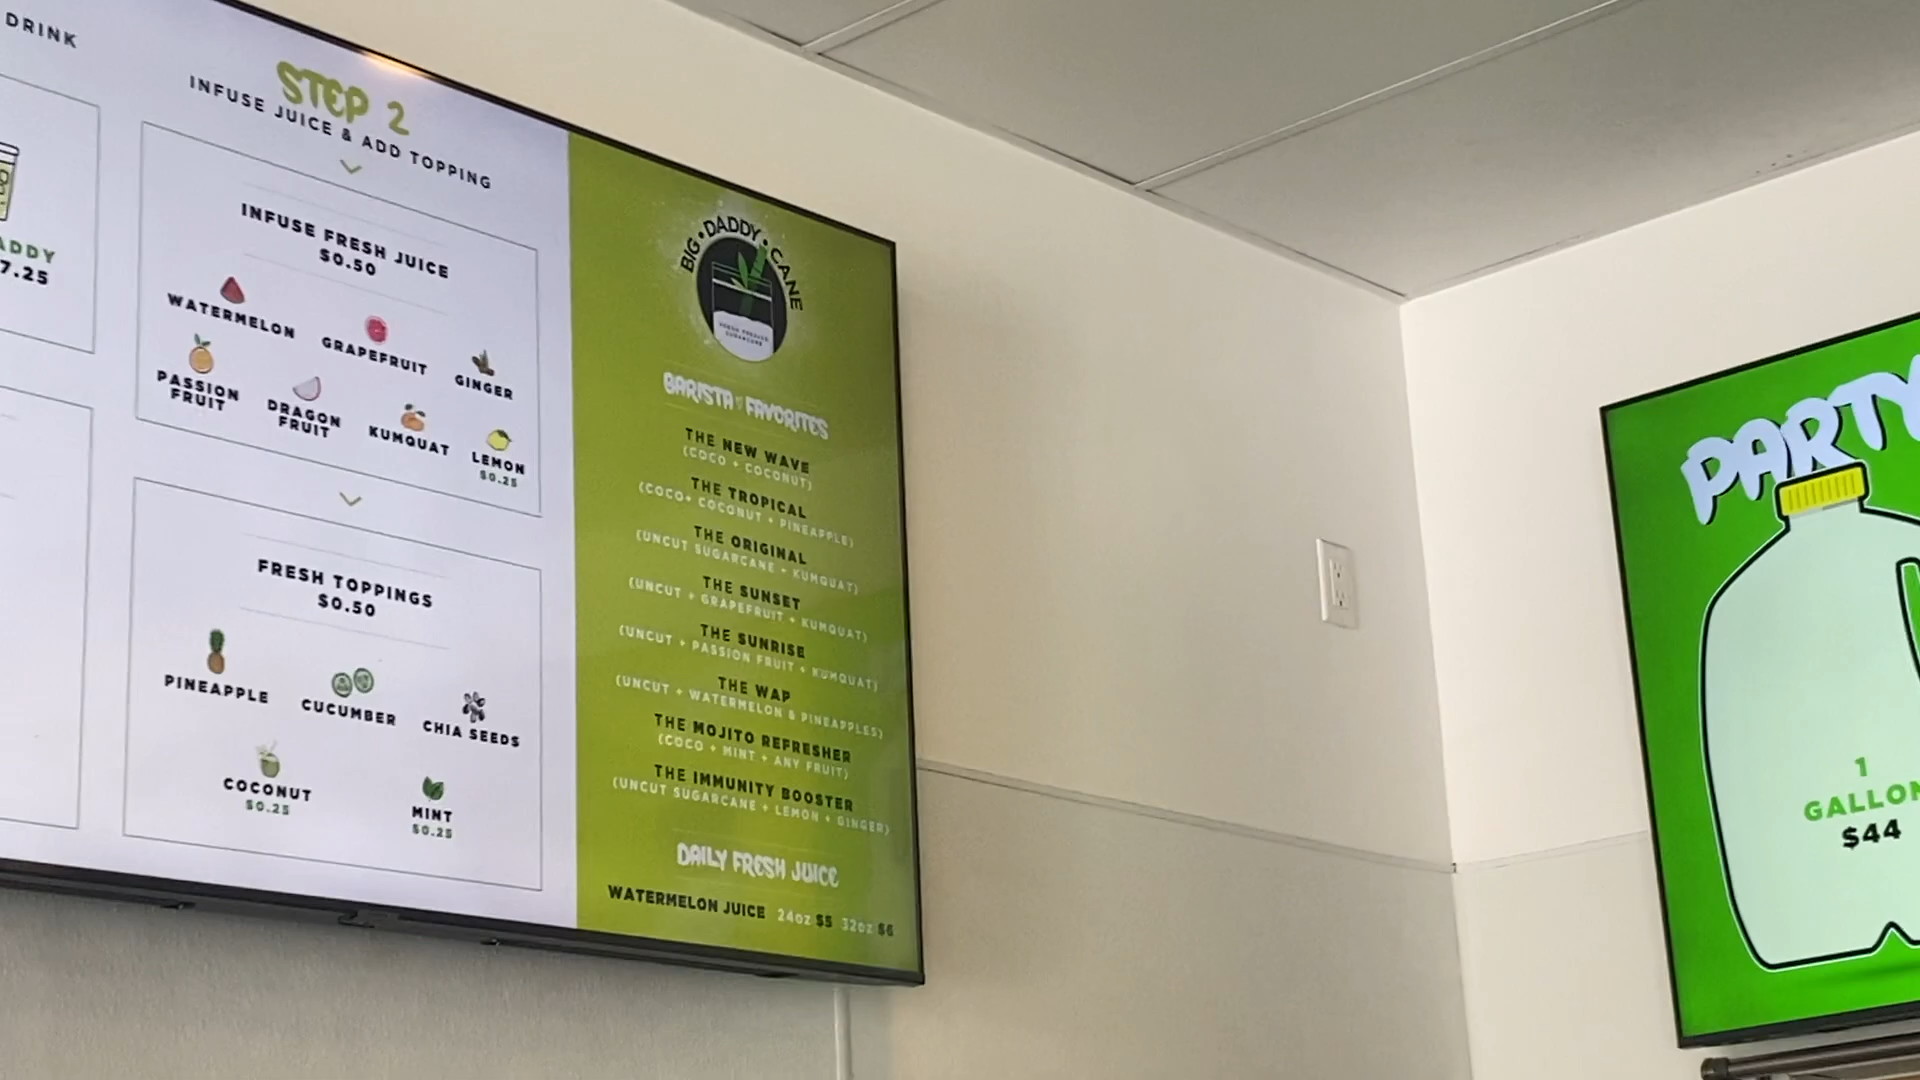 DRINK
ADDY
7.25
STEP 2
INFUSE JUICE & ADD TOPPING
INFUSE FRESH JUICE
$0.50
WATERMELON
GRAPEFRUIT
GINGER
PASSION
FRUIT
DRAGON
FRUIT
KUMQUAT
LEMON
$0.25
FRESH TOPPINGS
$0.50
PINEAPPLE
CUCUMBER
CHIA SEEDS
COCONUT
$0.25
MINT
$0.25
BIG • DADDY • CANE
FRESH PRESSED
SUGARCANE
BARISTA FAVORITES
THE NEW WAVE
(COCO + COCONUT)
THE TROPICAL
(COCO+ COCONUT + PINEAPPLE)
THE ORIGINAL
(UNCUT SUGARCANE + KUMQUAT)
THE SUNSET
(UNCUT + GRAPEFRUIT + KUMQUAT)
THE SUNRISE
(UNCUT + PASSION FRUIT + KUMQUAT)
THE WAP
(UNCUT + WATERMELON & PINEAPPLES)
THE MOJITO REFRESHER
(COCO + MINT + ANY FRUIT)
THE IMMUNITY BOOSTER
(UNCUT SUGARCANE + LEMON + GINGER)
DAILY FRESH JUICE
WATERMELON JUICE 24oz $5 32oz $6
PARTY
1
GALLON
$44